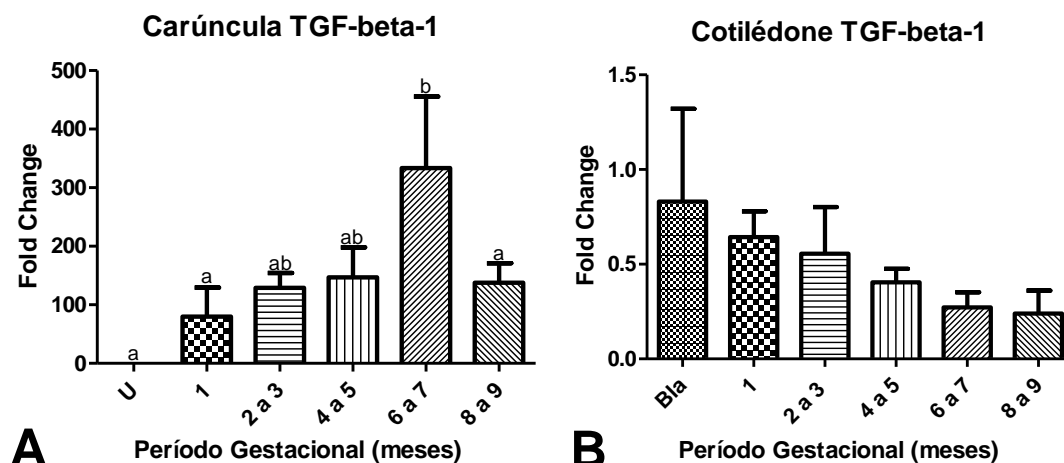 Carúncula TGF-beta-1
500
400
300
200
100
0
Fold Change
a
a
ab
ab
b
a
U
1
2 a 3
4 a 5
6 a 7
8 a 9
Período Gestacional (meses)
A
Cotilédone TGF-beta-1
1.5
1.0
0.5
0.0
Fold Change
Bla
1
2 a 3
4 a 5
6 a 7
8 a 9
Período Gestacional (meses)
B